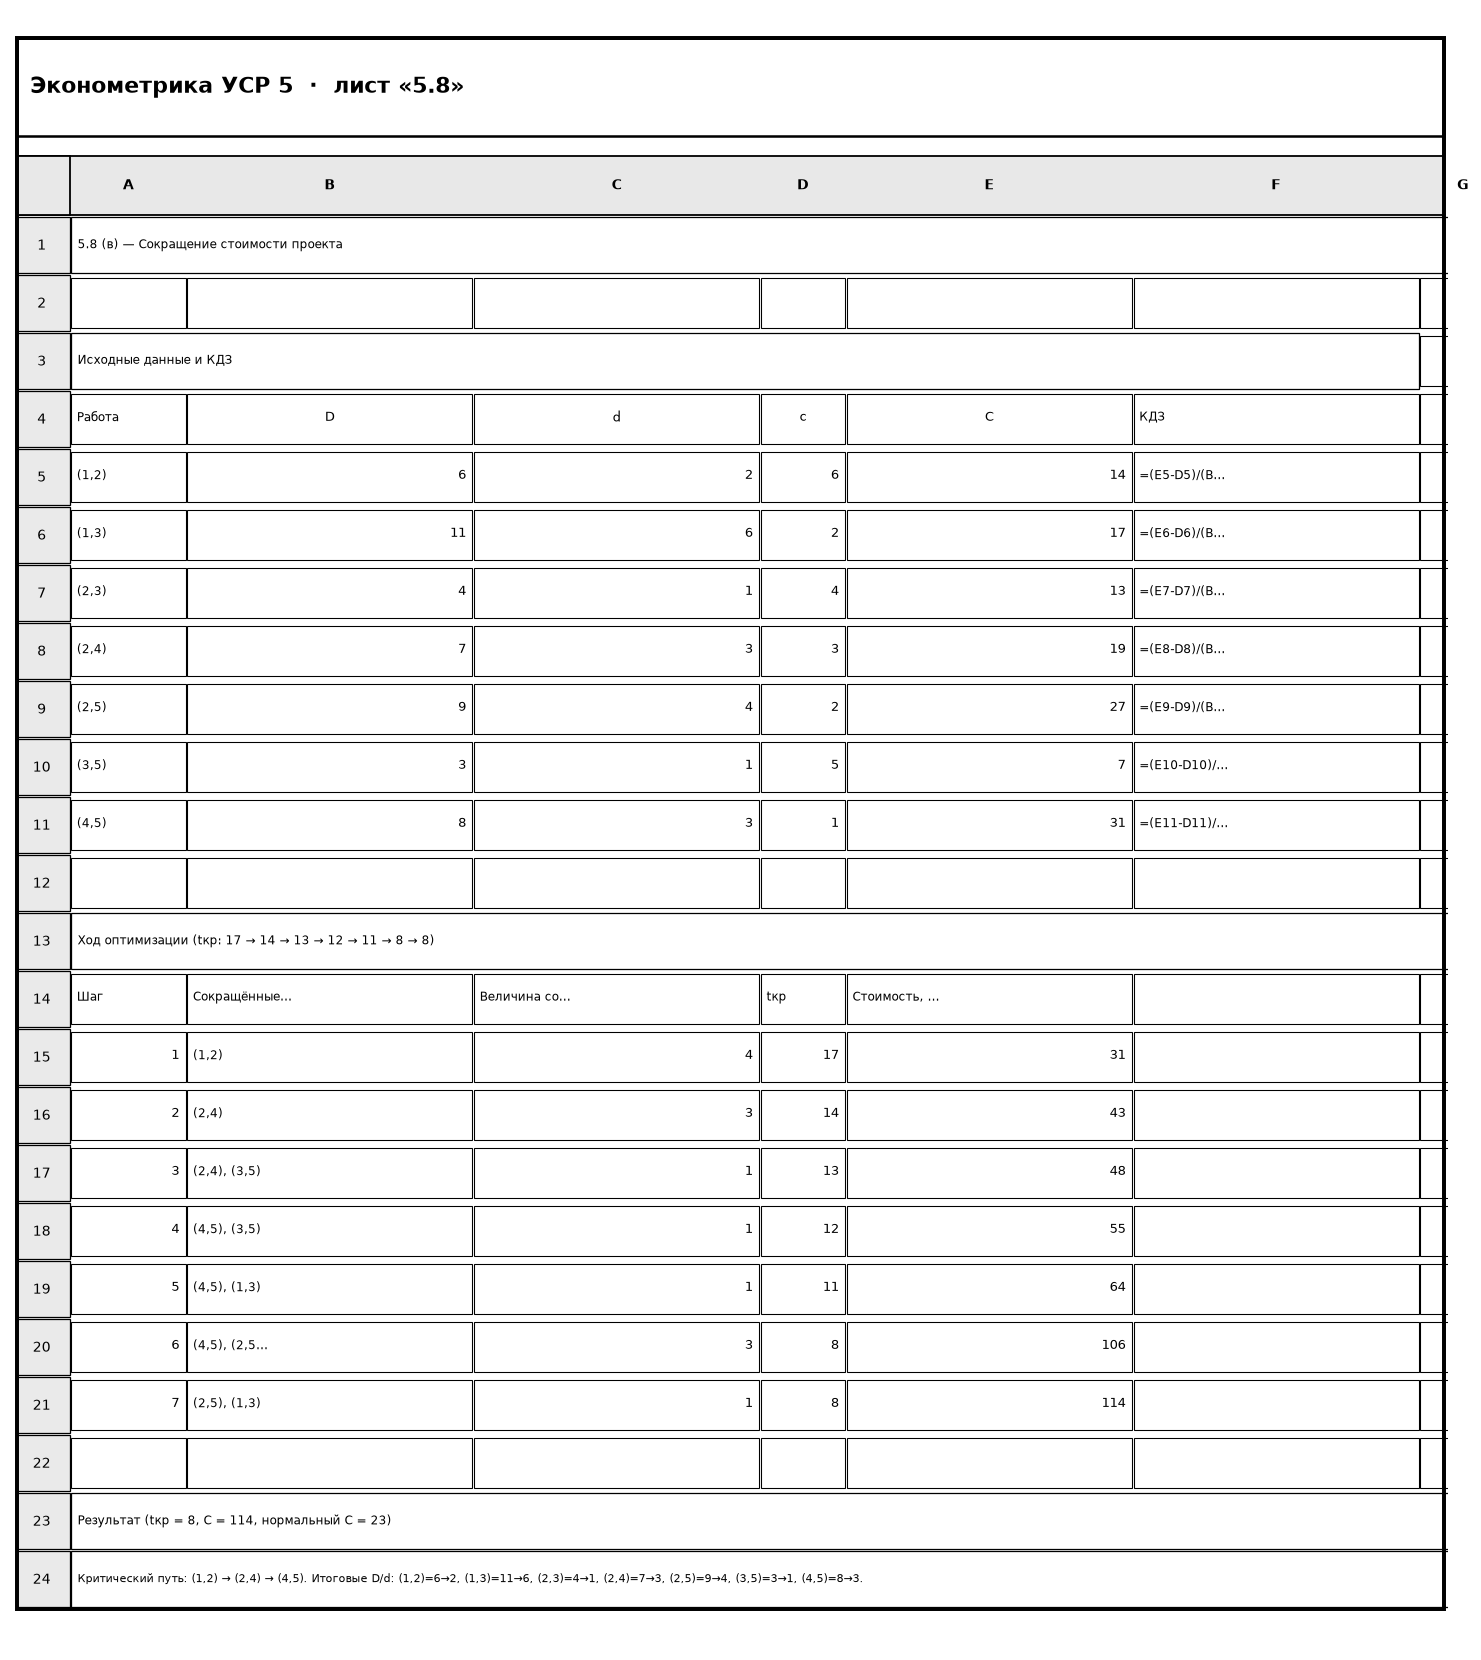 Эконометрика УСР 5 · лист «5.8»
A B C D E F G
1 5.8 (в) — Сокращение стоимости проекта
2
3 Исходные данные и КДЗ
4 Работа D d c C КДЗ
5 (1,2) 6 2 6 14 =(E5-D5)/(B...
6 (1,3) 11 6 2 17 =(E6-D6)/(B...
7 (2,3) 4 1 4 13 =(E7-D7)/(B...
8 (2,4) 7 3 3 19 =(E8-D8)/(B...
9 (2,5) 9 4 2 27 =(E9-D9)/(B...
10 (3,5) 3 1 5 7 =(E10-D10)/...
11 (4,5) 8 3 1 31 =(E11-D11)/...
12
13 Ход оптимизации (tкр: 17 → 14 → 13 → 12 → 11 → 8 → 8)
14 Шаг Сокращённые... Величина со... tкр Стоимость, ...
15 1 (1,2) 4 17 31
16 2 (2,4) 3 14 43
17 3 (2,4), (3,5) 1 13 48
18 4 (4,5), (3,5) 1 12 55
19 5 (4,5), (1,3) 1 11 64
20 6 (4,5), (2,5... 3 8 106
21 7 (2,5), (1,3) 1 8 114
22
23 Результат (tкр = 8, C = 114, нормальный C = 23)
24 Критический путь: (1,2) → (2,4) → (4,5). Итоговые D/d: (1,2)=6→2, (1,3)=11→6, (2,3)=4→1, (2,4)=7→3, (2,5)=9→4, (3,5)=3→1, (4,5)=8→3.